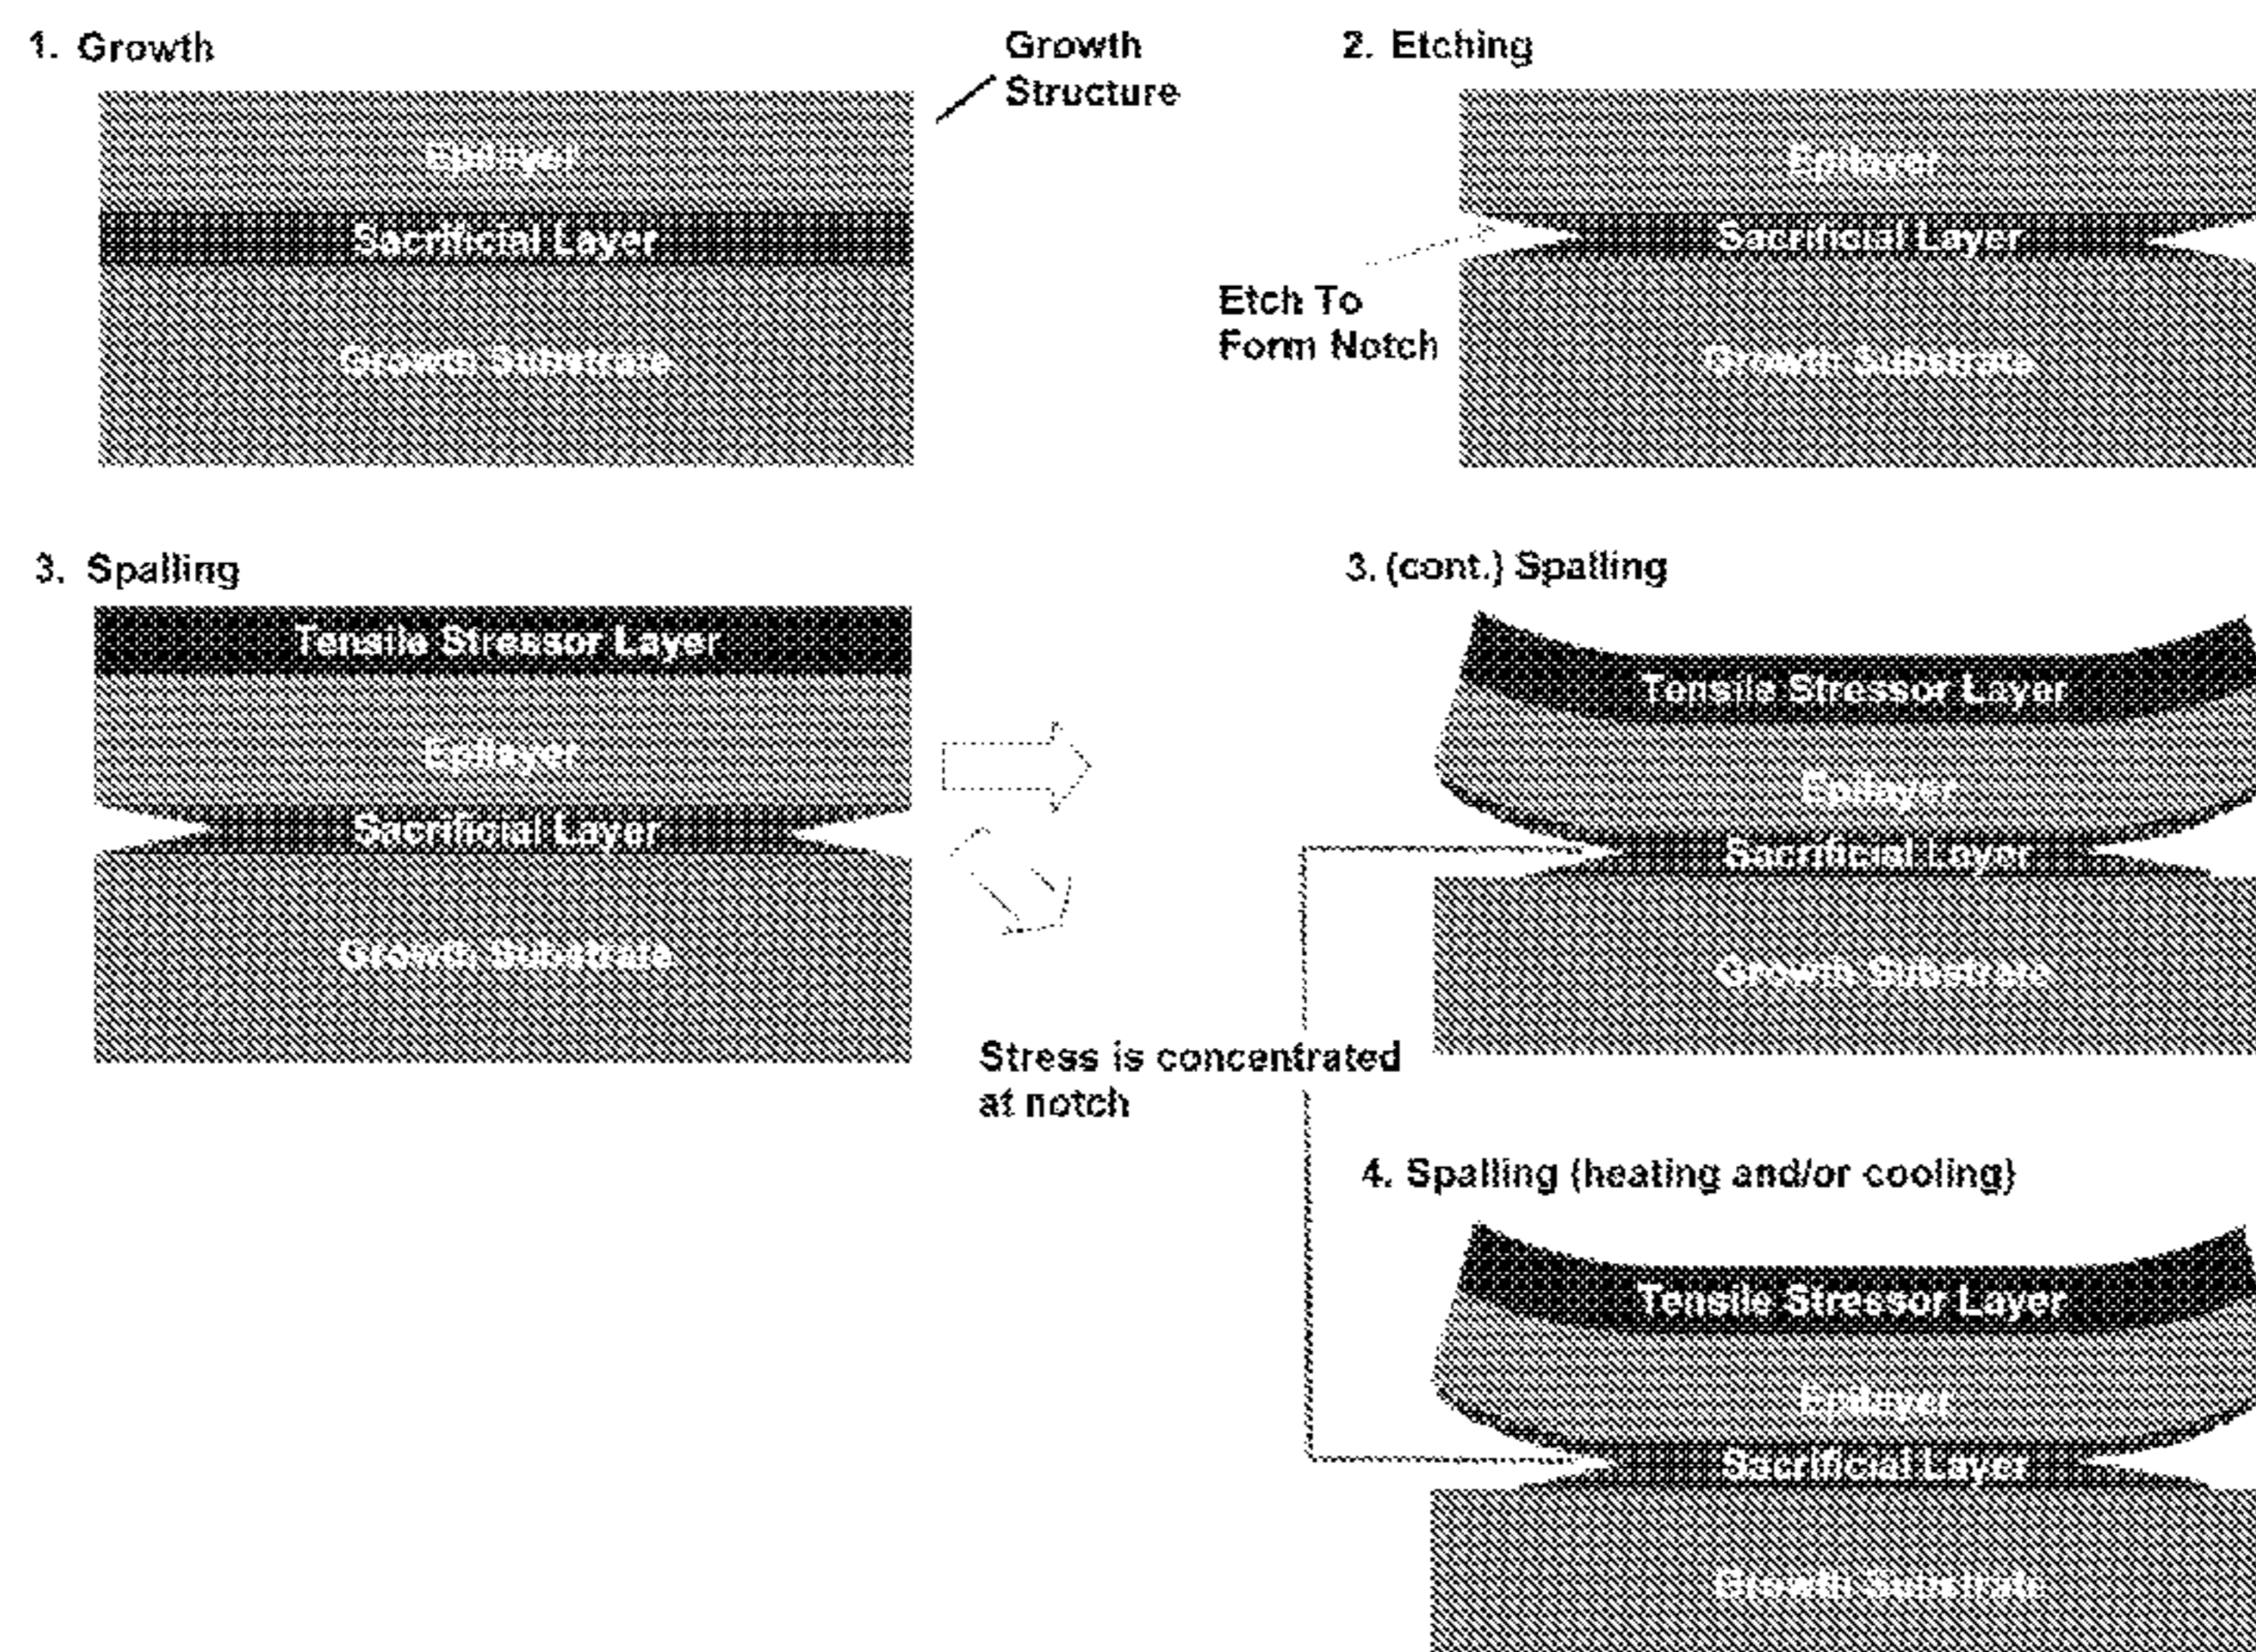 1. Growth
Growth
Structure
Epilayer
Sacrificial Layer
Growth Substrate
2. Etching
Epilayer
Sacrificial Layer
Etch To
Form Notch
Growth Substrate
3. Spalling
Tensile Stressor Layer
Epilayer
Sacrificial Layer
Growth Substrate
3. (cont.) Spalling
Tensile Stressor Layer
Epilayer
Sacrificial Layer
Growth Substrate
Stress is concentrated
at notch
4. Spalling (heating and/or cooling)
Tensile Stressor Layer
Epilayer
Sacrificial Layer
Growth Substrate